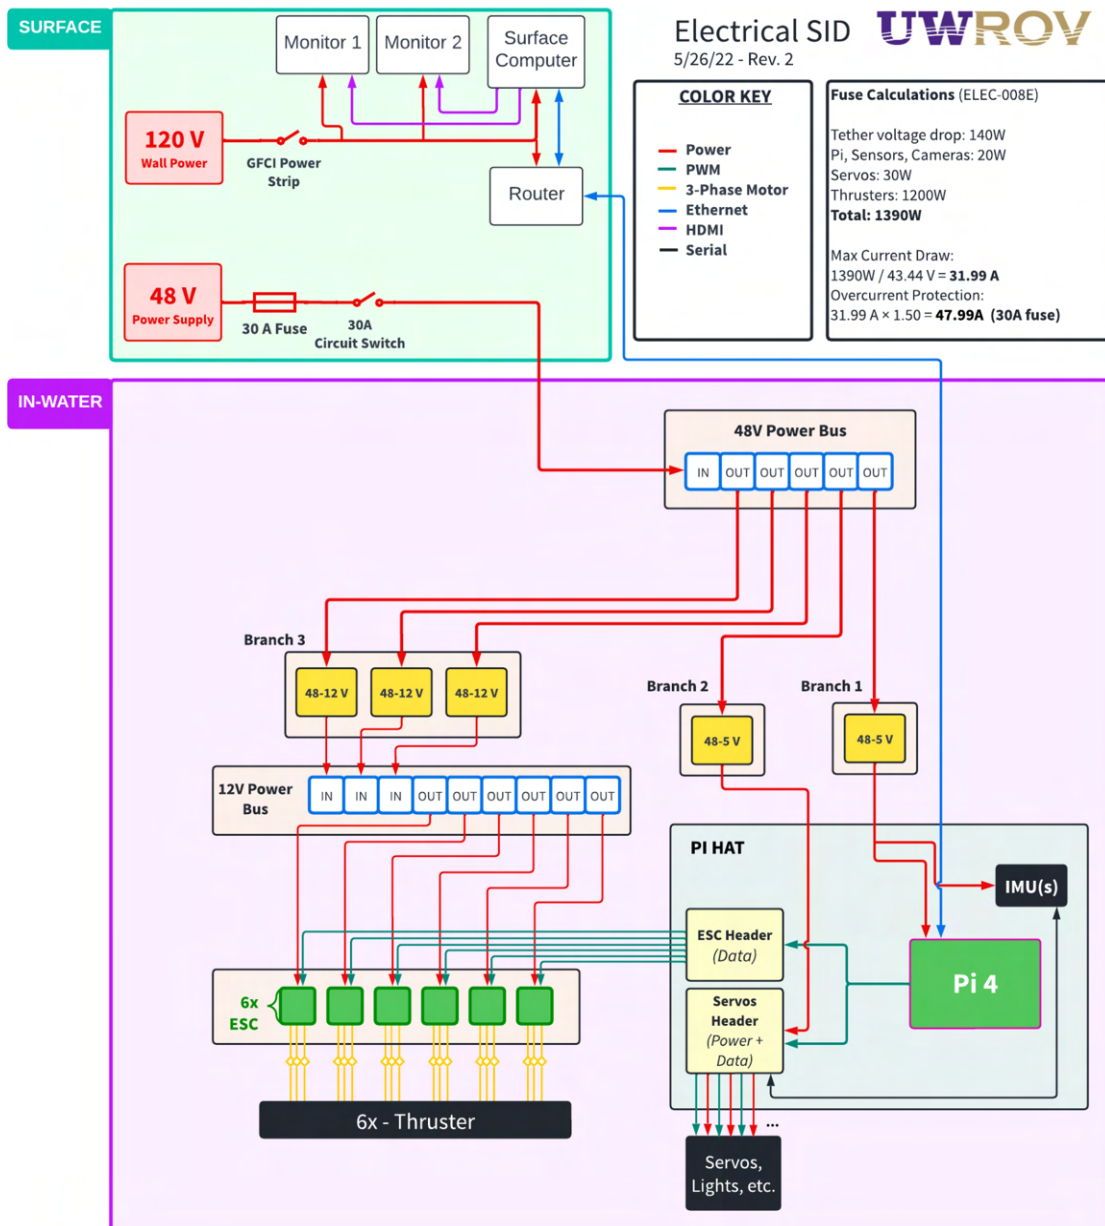 SURFACE
Monitor 1
Monitor 2
Surface
Computer
Electrical SID
UWROV
5/26/22 - Rev. 2
120 V
Wall Power
GFCI Power
Strip
Router
48 V
Power Supply
30 A Fuse
30A
Circuit Switch
COLOR KEY
Power
PWM
3-Phase Motor
Ethernet
HDMI
Serial
Fuse Calculations (ELEC-008E)
Tether voltage drop: 140W
Pi, Sensors, Cameras: 20W
Servos: 30W
Thrusters: 1200W
Total: 1390W
Max Current Draw:
1390W / 43.44 V = 31.99 A
Overcurrent Protection:
31.99 A × 1.50 = 47.99A (30A fuse)
IN-WATER
48V Power Bus
IN OUT OUT OUT OUT OUT
Branch 3
48-12 V
48-12 V
48-12 V
Branch 2
48-5 V
Branch 1
48-5 V
12V Power
Bus
IN IN IN OUT OUT OUT OUT OUT OUT
PI HAT
IMU(s)
ESC Header
(Data)
Pi 4
Servos
Header
(Power +
Data)
6x
ESC
6x - Thruster
...
Servos,
Lights, etc.